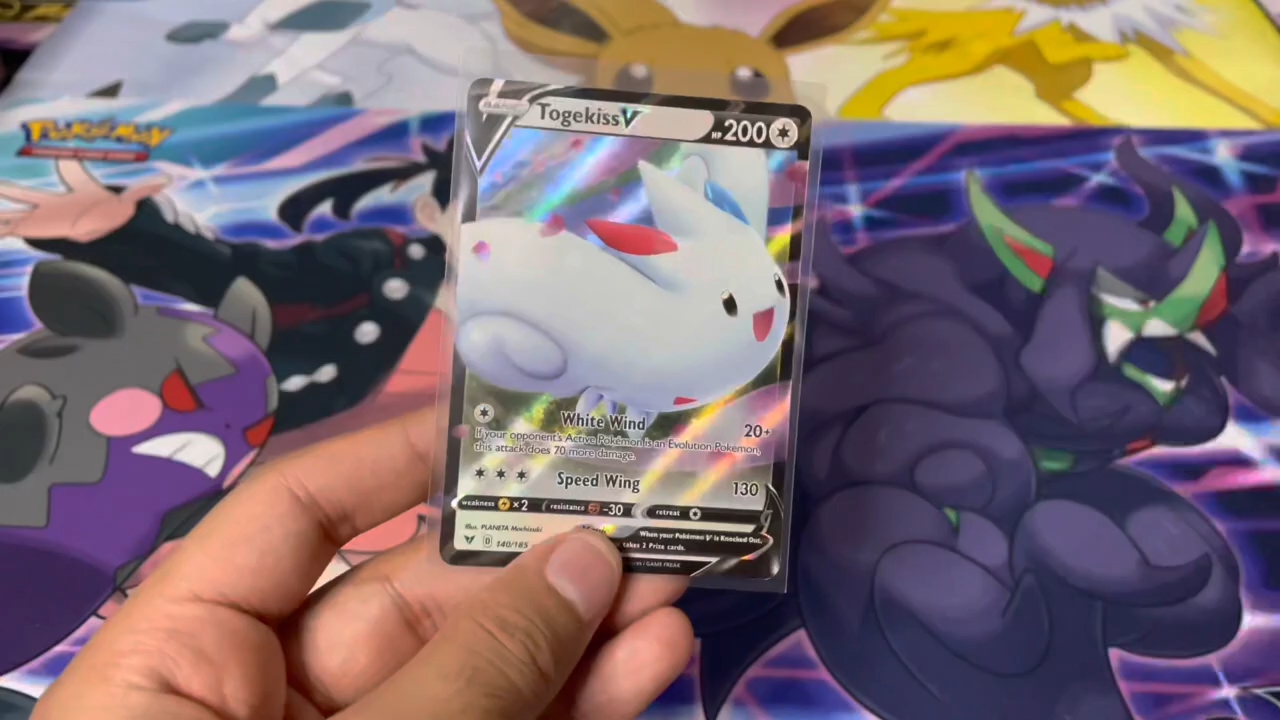 Pokémon
Togekiss V
HP 200
White Wind 20+
If your opponent's Active Pokémon is an Evolution Pokémon,
this attack does 70 more damage.
Speed Wing 130
weakness ×2 resistance -30 retreat
Illus. PLANETA Mochizuki
When your Pokémon V is Knocked Out,
takes 2 Prize cards.
D 140/185
/ GAME FREAK